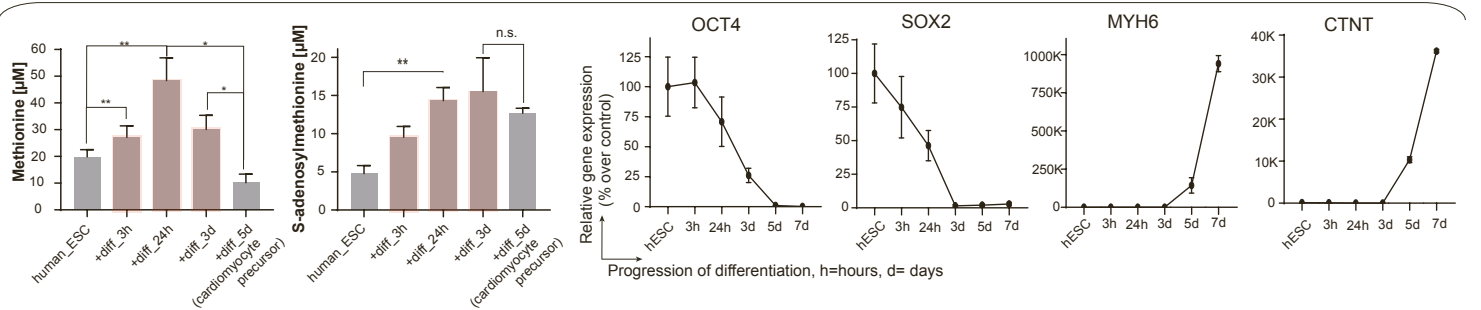 Methionine [µM]
60
50
40
30
20
10
0
**
*
**
*
human_ESC
+diff_3h
+diff_24h
+diff_3d
+diff_5d
(cardiomyocyte
precursor)
S-adenosylmethionine [µM]
20
15
10
5
0
**
n.s.
human_ESC
+diff_3h
+diff_24h
+diff_3d
+diff_5d
(cardiomyocyte
precursor)
Relative gene expression
(% over control)
OCT4
125
100
75
50
25
0
hESC
3h
24h
3d
5d
7d
SOX2
125
100
75
50
25
0
hESC
3h
24h
3d
5d
7d
MYH6
1000K
750K
500K
250K
0
hESC
3h
24h
3d
5d
7d
CTNT
40K
30K
20K
10K
0
hESC
3h
24h
3d
5d
7d
Progression of differentiation, h=hours, d= days